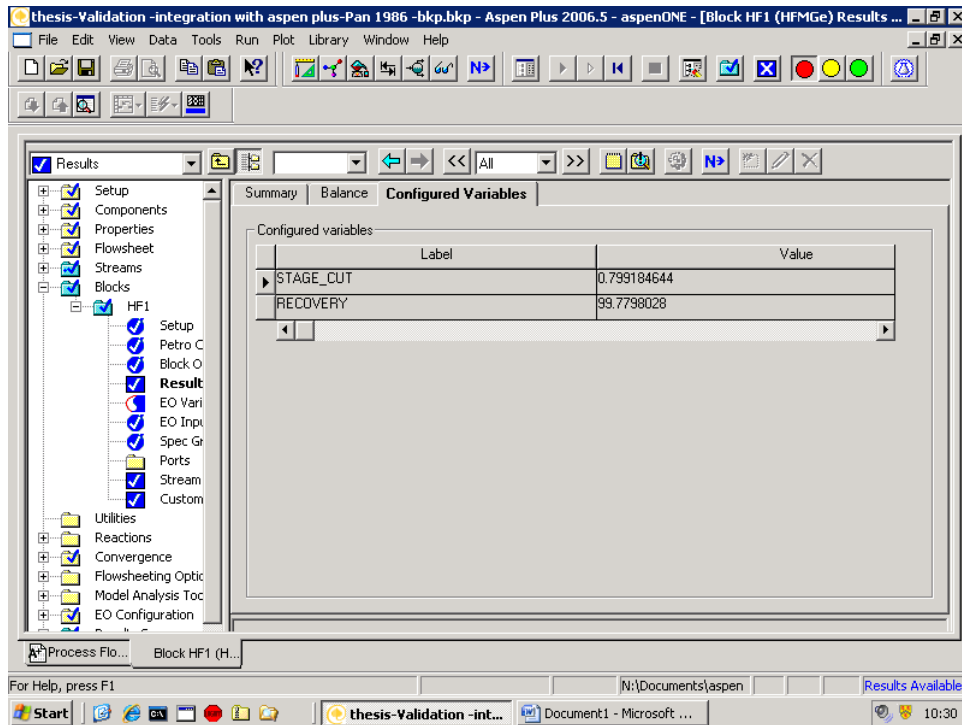 thesis-Validation -integration with aspen plus-Pan 1986 -bkp.bkp - Aspen Plus 2006.5 - aspenONE - [Block HF1 (HFMGe) Results ...
File Edit View Data Tools Run Plot Library Window Help
N>
Results
All
N>
Setup
Components
Properties
Flowsheet
Streams
Blocks
HF1
Setup
Petro C
Block O
Result
EO Vari
EO Inpu
Spec Gr
Ports
Stream
Custom
Utilities
Reactions
Convergence
Flowsheeting Optic
Model Analysis Toc
EO Configuration
Summary Balance Configured Variables
Configured variables
Label Value
STAGE_CUT 0.799184644
RECOVERY 99.7798028
Process Flo... Block HF1 (H...
For Help, press F1 N:\Documents\aspen Results Available
Start thesis-Validation -int... Document1 - Microsoft ... 10:30